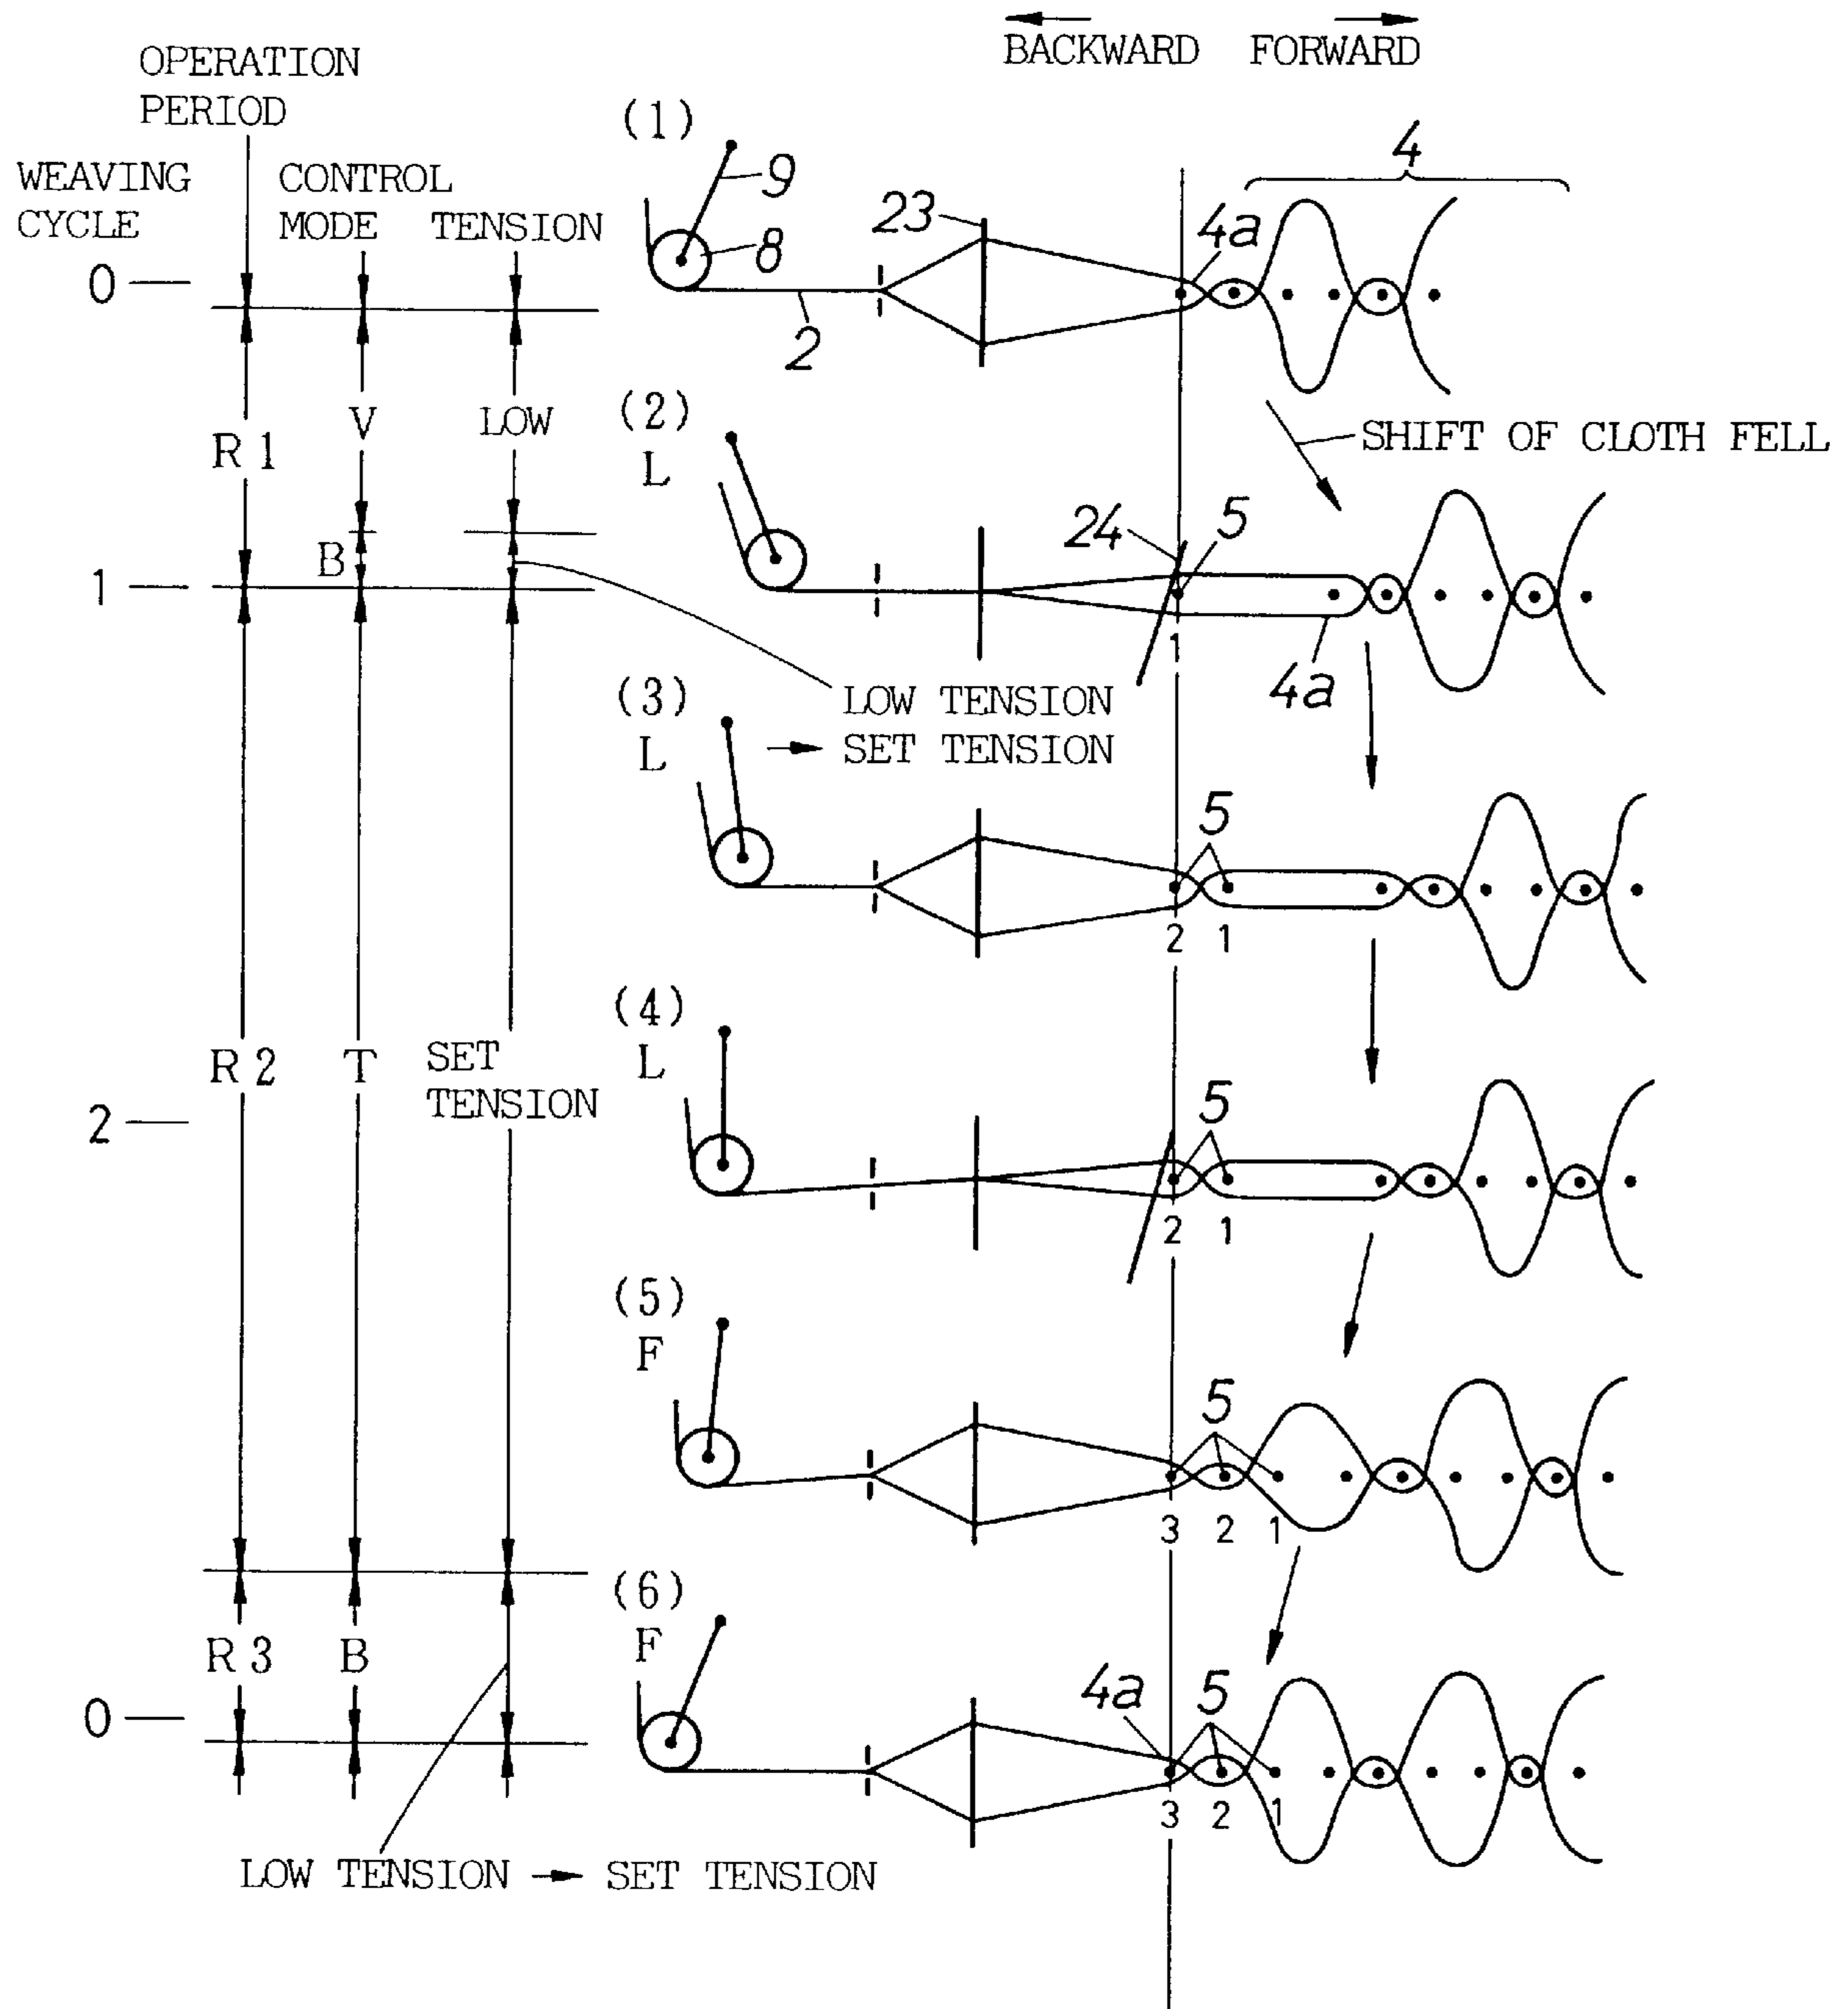 BACKWARD FORWARD
OPERATION
PERIOD
WEAVING
CYCLE
CONTROL
MODE
TENSION
0
1
2
0
R1
R2
R3
V
B
T
B
LOW
LOW TENSION
→ SET TENSION
SET
TENSION
LOW TENSION → SET TENSION
(1)
9
8
2
23
4a
4
SHIFT OF CLOTH FELL
(2)
L
24
5
1
4a
(3)
L
5
2 1
(4)
L
5
2 1
(5)
F
5
3 2 1
(6)
F
4a
5
3 2 1